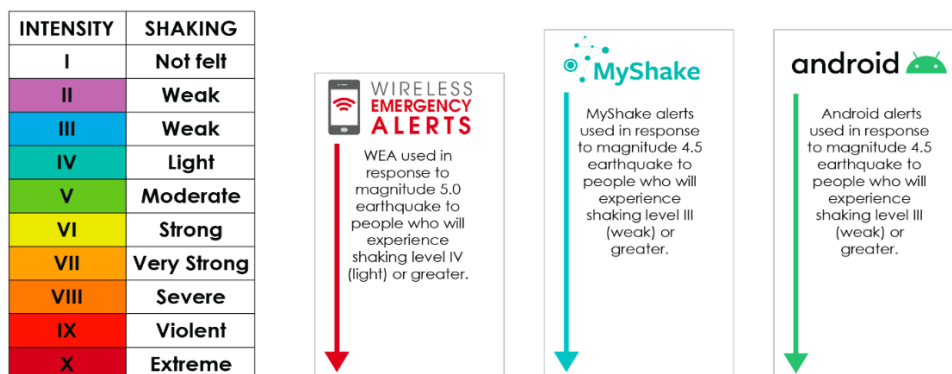 INTENSITY SHAKING
I Not felt
II Weak
III Weak
IV Light
V Moderate
VI Strong
VII Very Strong
VIII Severe
IX Violent
X Extreme
WIRELESS
EMERGENCY
ALERTS
WEA used in
response to
magnitude 5.0
earthquake to
people who will
experience
shaking level IV
(light) or greater.
MyShake
MyShake alerts
used in response
to magnitude 4.5
earthquake to
people who will
experience
shaking level III
(weak) or
greater.
android
Android alerts
used in response
to magnitude 4.5
earthquake to
people who will
experience
shaking level III
(weak) or
greater.